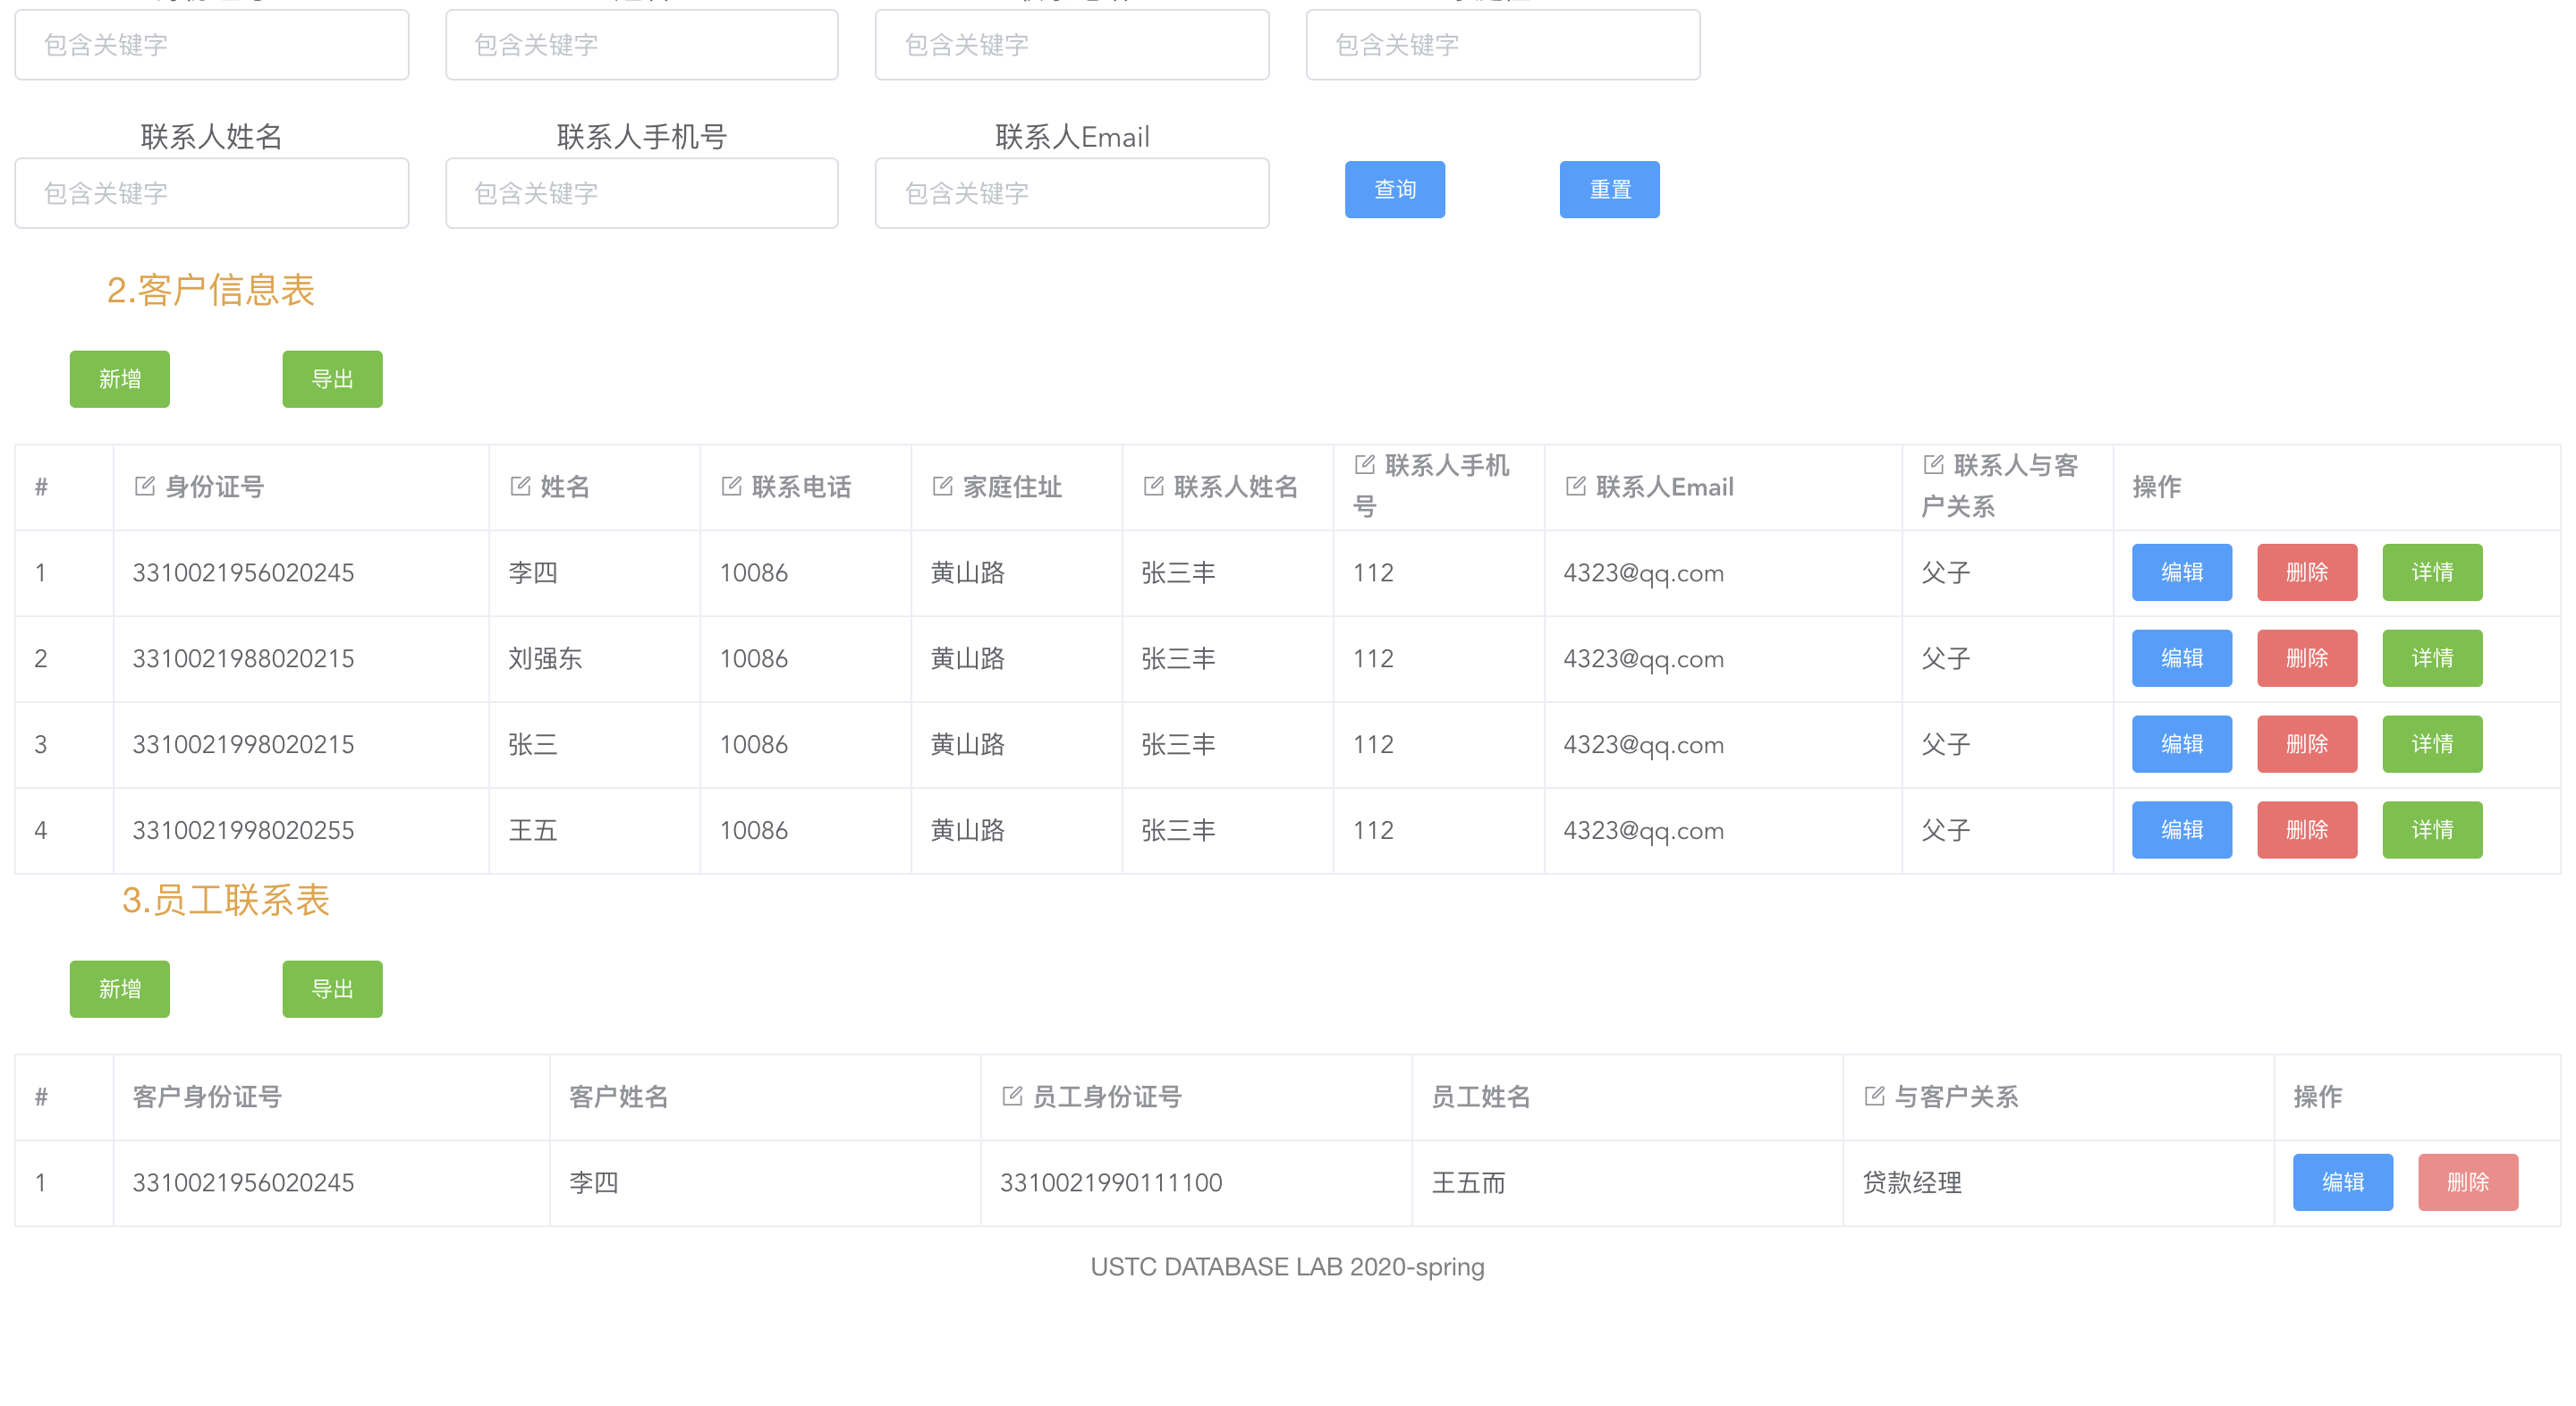 包含关键字 包含关键字 包含关键字 包含关键字
联系人姓名 联系人手机号 联系人Email
包含关键字 包含关键字 包含关键字 查询 重置
2.客户信息表
新增 导出
# 身份证号 姓名 联系电话 家庭住址 联系人姓名 联系人手机号 联系人Email 联系人与客户关系 操作
1 3310021956020245 李四 10086 黄山路 张三丰 112 4323@qq.com 父子 编辑 删除 详情
2 3310021988020215 刘强东 10086 黄山路 张三丰 112 4323@qq.com 父子 编辑 删除 详情
3 3310021998020215 张三 10086 黄山路 张三丰 112 4323@qq.com 父子 编辑 删除 详情
4 3310021998020255 王五 10086 黄山路 张三丰 112 4323@qq.com 父子 编辑 删除 详情
3.员工联系表
新增 导出
# 客户身份证号 客户姓名 员工身份证号 员工姓名 与客户关系 操作
1 3310021956020245 李四 3310021990111100 王五而 贷款经理 编辑 删除
USTC DATABASE LAB 2020-spring